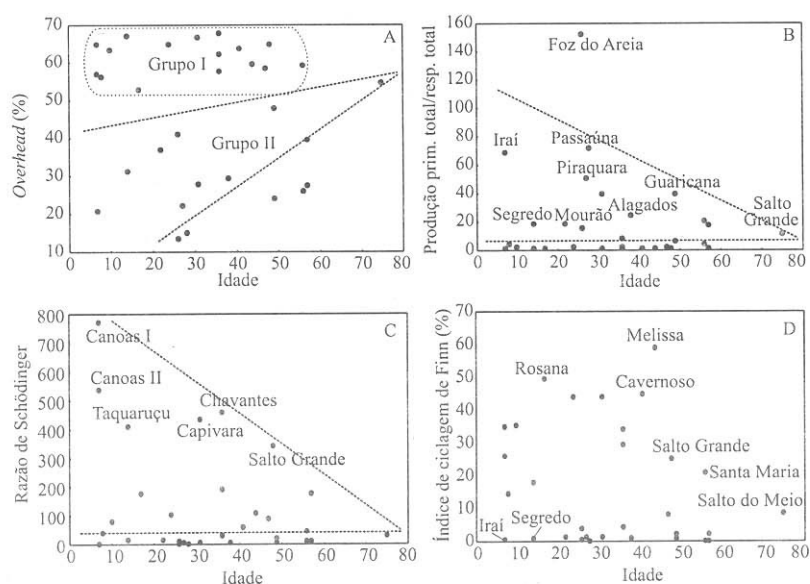 A
Overhead (%)
70
60
50
40
30
20
10
Grupo I
Grupo II
0 10 20 30 40 50 60 70 80
Idade
B
Produção prim. total/resp. total
160
140
120
100
80
60
40
20
0
Foz do Areia
Iraí
Passaúna
Piraquara
Guaricana
Segredo
Mourão
Alagados
Salto
Grande
0 10 20 30 40 50 60 70 80
Idade
C
Razão de Schödinger
800
700
600
500
400
300
200
100
0
Canoas I
Canoas II
Taquaruçu
Chavantes
Capivara
Salto Grande
0 10 20 30 40 50 60 70 80
Idade
D
Índice de ciclagem de Finn (%)
70
60
50
40
30
20
10
0
Melissa
Rosana
Cavernoso
Salto Grande
Santa Maria
Salto do Meio
Iraí
Segredo
0 10 20 30 40 50 60 70 80
Idade